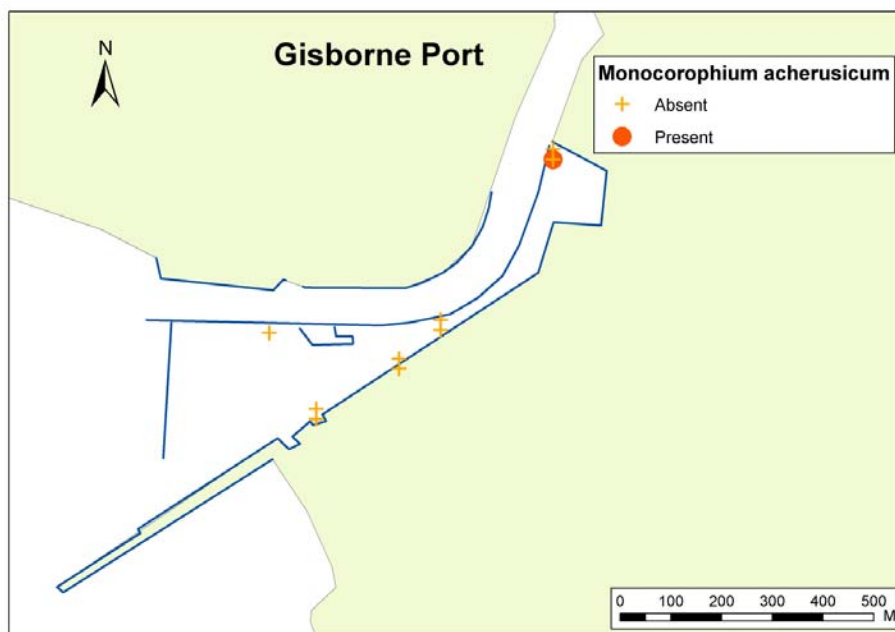 Gisborne Port
N
Monocorophium acherusicum
Absent
Present
0 100 200 300 400 500
M